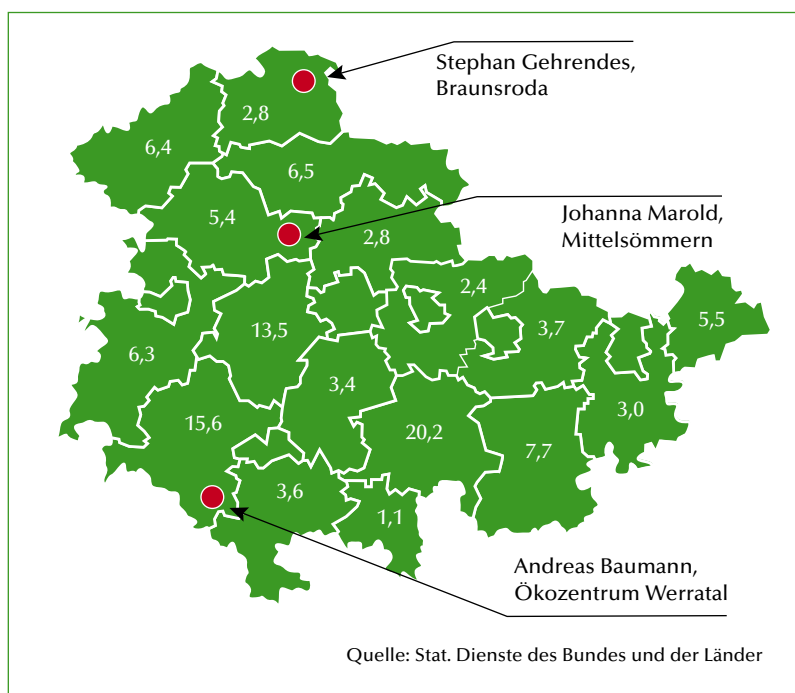 Stephan Gehrendes,
Braunsroda
2,8
6,4
6,5
5,4
Johanna Marold,
Mittelsömmern
2,8
2,4
5,5
13,5
3,7
6,3
3,4
15,6
20,2
3,0
7,7
3,6
1,1
Andreas Baumann,
Ökozentrum Werratal
Quelle: Stat. Dienste des Bundes und der Länder